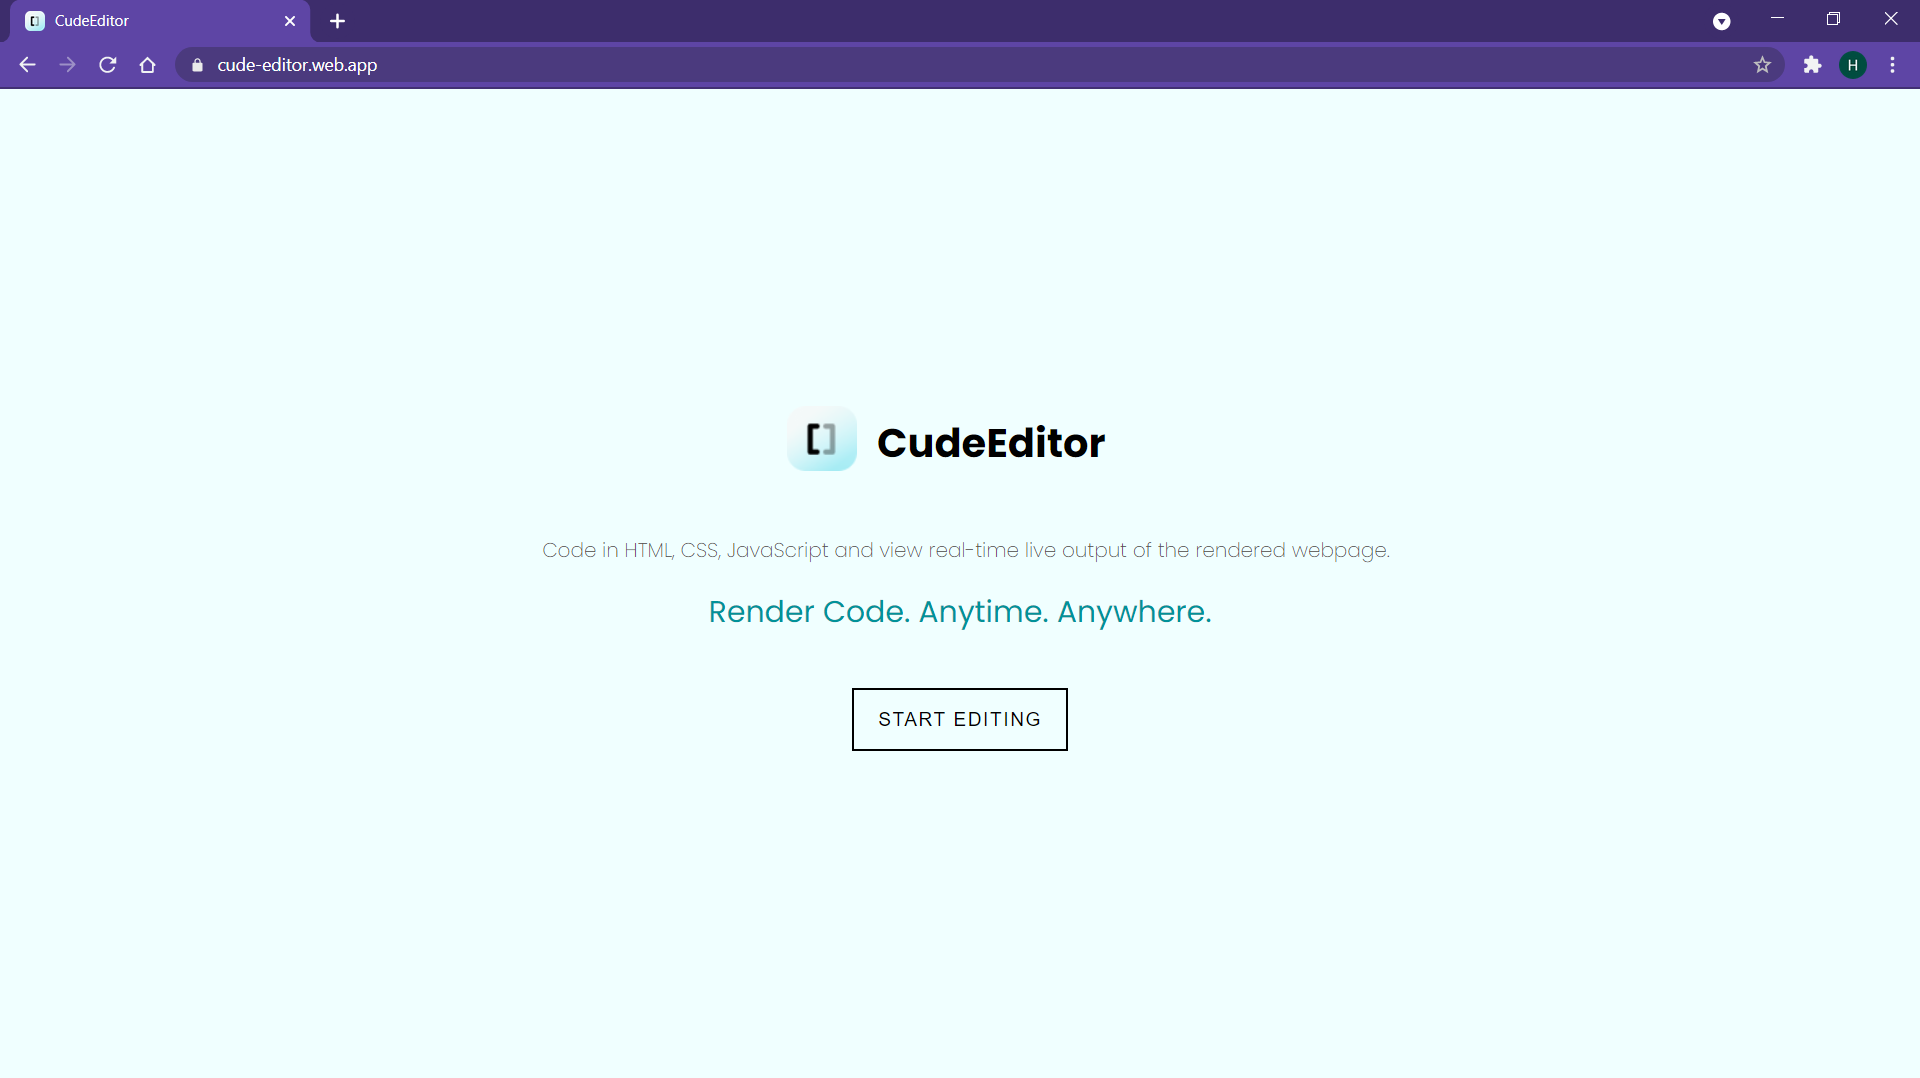 CudeEditor
cude-editor.web.app
H
CudeEditor
Code in HTML, CSS, JavaScript and view real-time live output of the rendered webpage.
Render Code. Anytime. Anywhere.
START EDITING